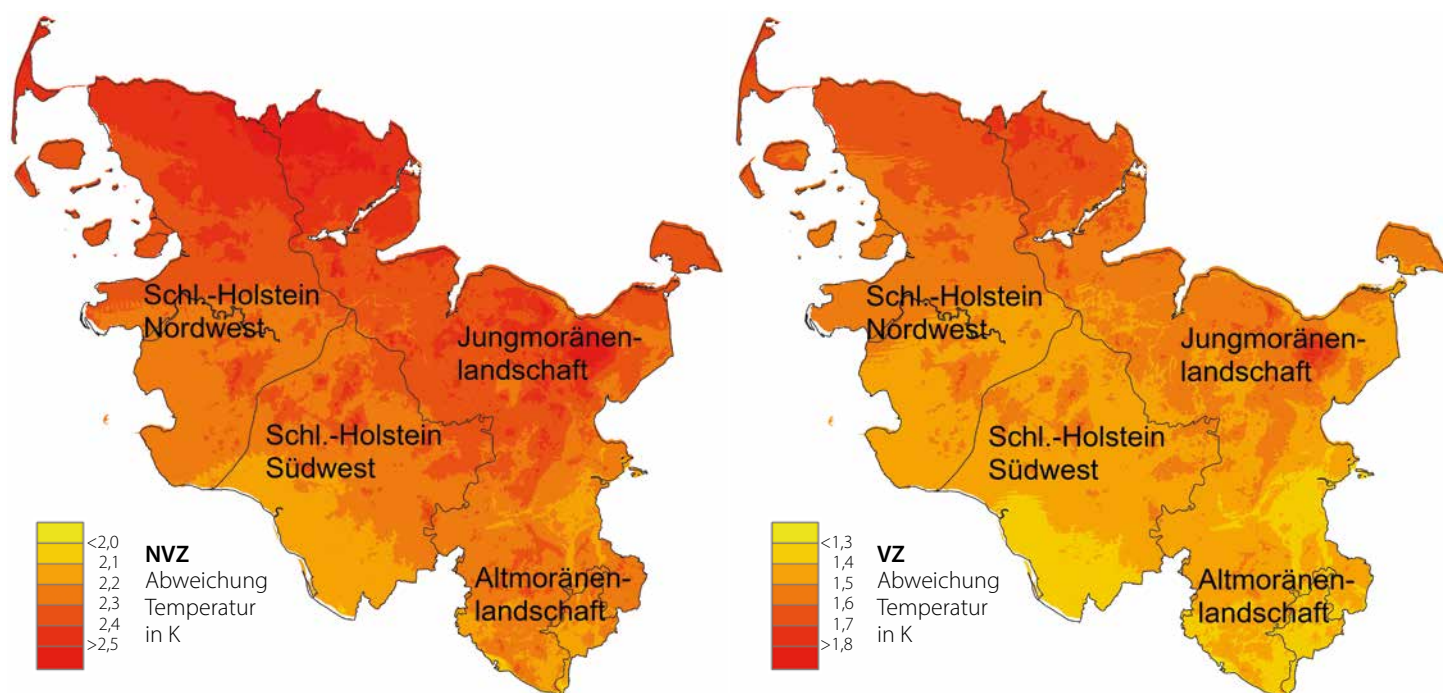 Schl.-Holstein
Nordwest
Jungmoränen-
landschaft
Schl.-Holstein
Südwest
Altmoränen-
landschaft
<2,0
2,1
2,2
2,3
2,4
>2,5
NVZ
Abweichung
Temperatur
in K
Schl.-Holstein
Nordwest
Jungmoränen-
landschaft
Schl.-Holstein
Südwest
Altmoränen-
landschaft
<1,3
1,4
1,5
1,6
1,7
>1,8
VZ
Abweichung
Temperatur
in K